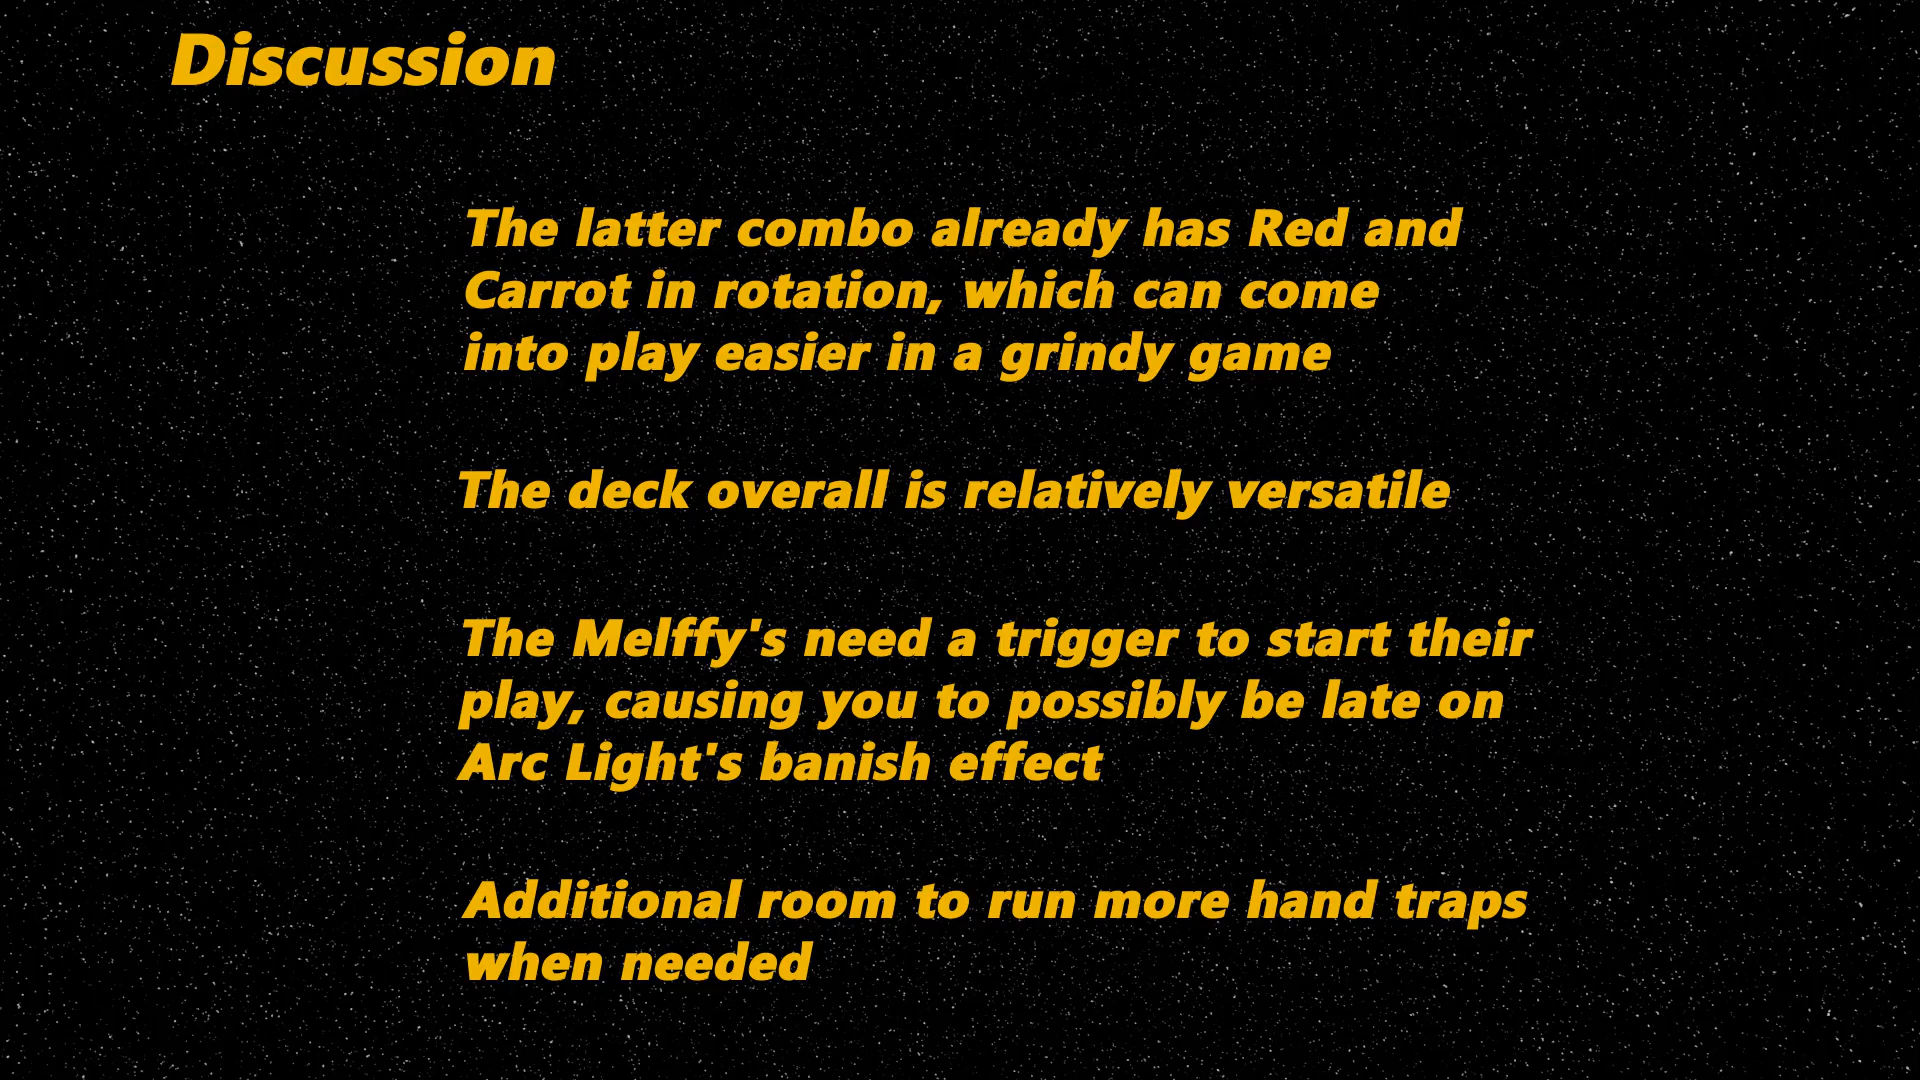 Discussion
The latter combo already has Red and
Carrot in rotation, which can come
into play easier in a grindy game
The deck overall is relatively versatile
The Melffy's need a trigger to start their
play, causing you to possibly be late on
Arc Light's banish effect
Additional room to run more hand traps
when needed